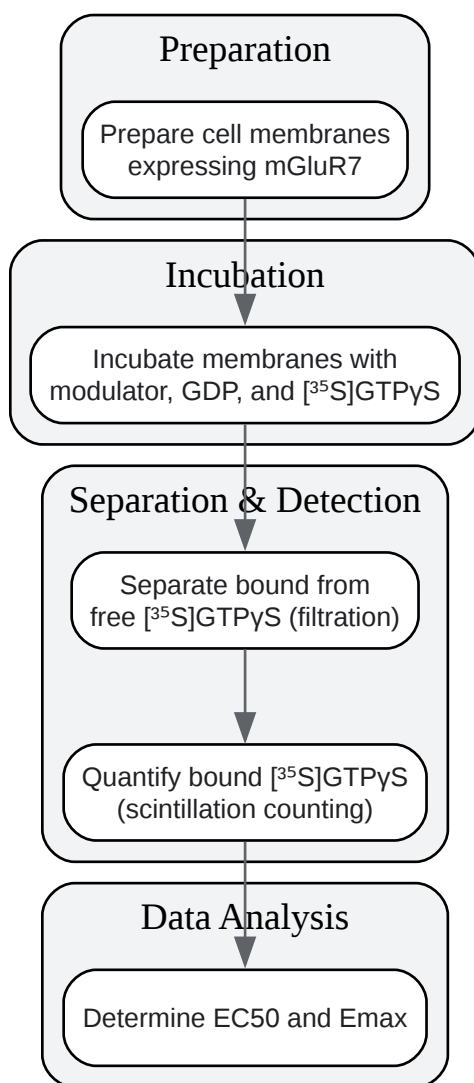 Preparation
Prepare cell membranes
expressing mGluR7
Incubation
Incubate membranes with
modulator, GDP, and [³⁵S]GTPγS
Separation & Detection
Separate bound from
free [³⁵S]GTPγS (filtration)
Quantify bound [³⁵S]GTPγS
(scintillation counting)
Data Analysis
Determine EC50 and Emax